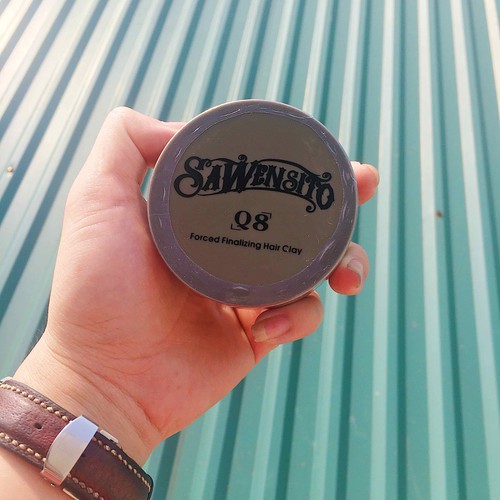 SAWENSITO
Q8
Forced Finalizing Hair Clay